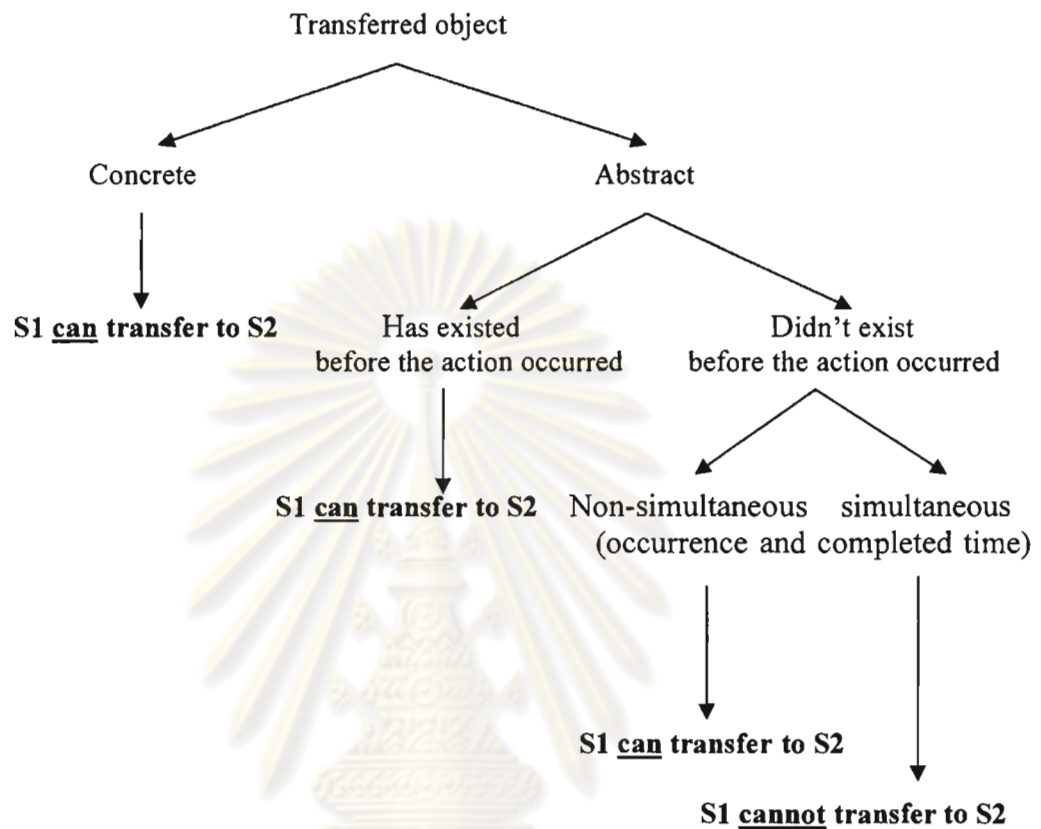 Transferred object
Concrete
Abstract
S1 can transfer to S2
Has existed
before the action occurred
Didn't exist
before the action occurred
S1 can transfer to S2
Non-simultaneous simultaneous
(occurrence and completed time)
S1 can transfer to S2
S1 cannot transfer to S2